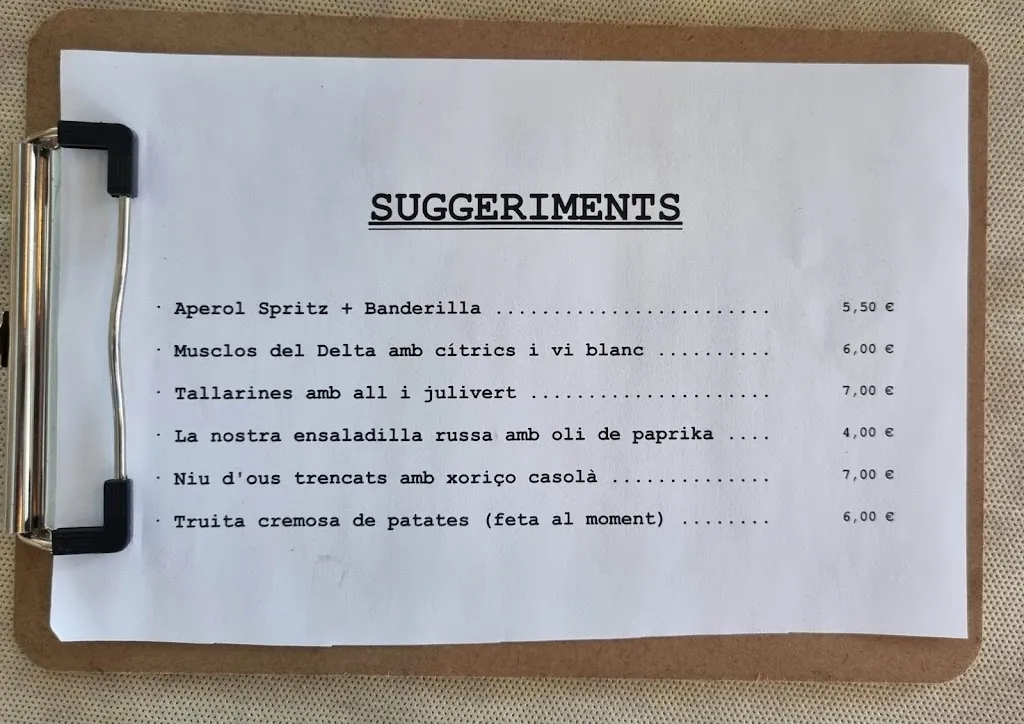 SUGGERIMENTS
· Aperol Spritz + Banderilla ....................... 5,50 €
· Musclos del Delta amb cítrics i vi blanc .......... 6,00 €
· Tallarines amb all i julivert ..................... 7,00 €
· La nostra ensaladilla russa amb oli de paprika .... 4,00 €
· Niu d'ous trencats amb xoriço casolà .............. 7,00 €
· Truita cremosa de patates (feta al moment) ........ 6,00 €